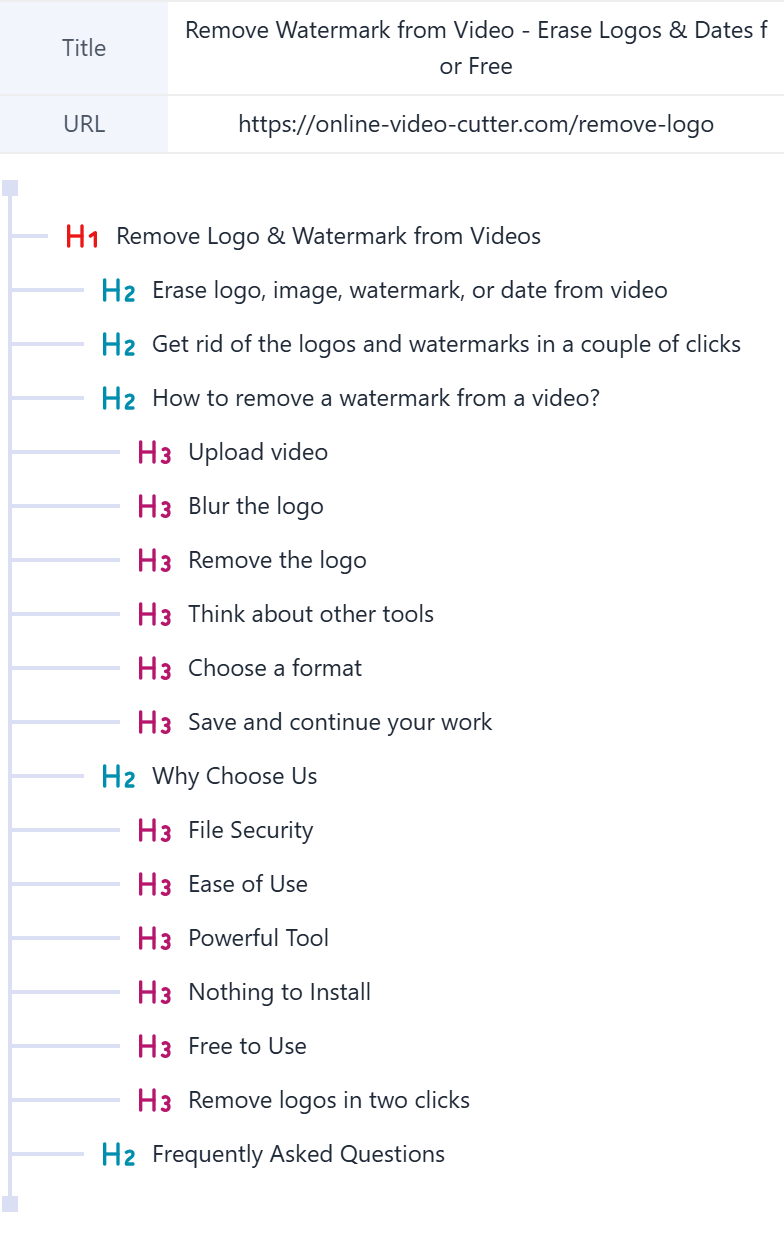 Title
Remove Watermark from Video - Erase Logos & Dates f
or Free
URL
https://online-video-cutter.com/remove-logo
H1 Remove Logo & Watermark from Videos
H2 Erase logo, image, watermark, or date from video
H2 Get rid of the logos and watermarks in a couple of clicks
H2 How to remove a watermark from a video?
H3 Upload video
H3 Blur the logo
H3 Remove the logo
H3 Think about other tools
H3 Choose a format
H3 Save and continue your work
H2 Why Choose Us
H3 File Security
H3 Ease of Use
H3 Powerful Tool
H3 Nothing to Install
H3 Free to Use
H3 Remove logos in two clicks
H2 Frequently Asked Questions